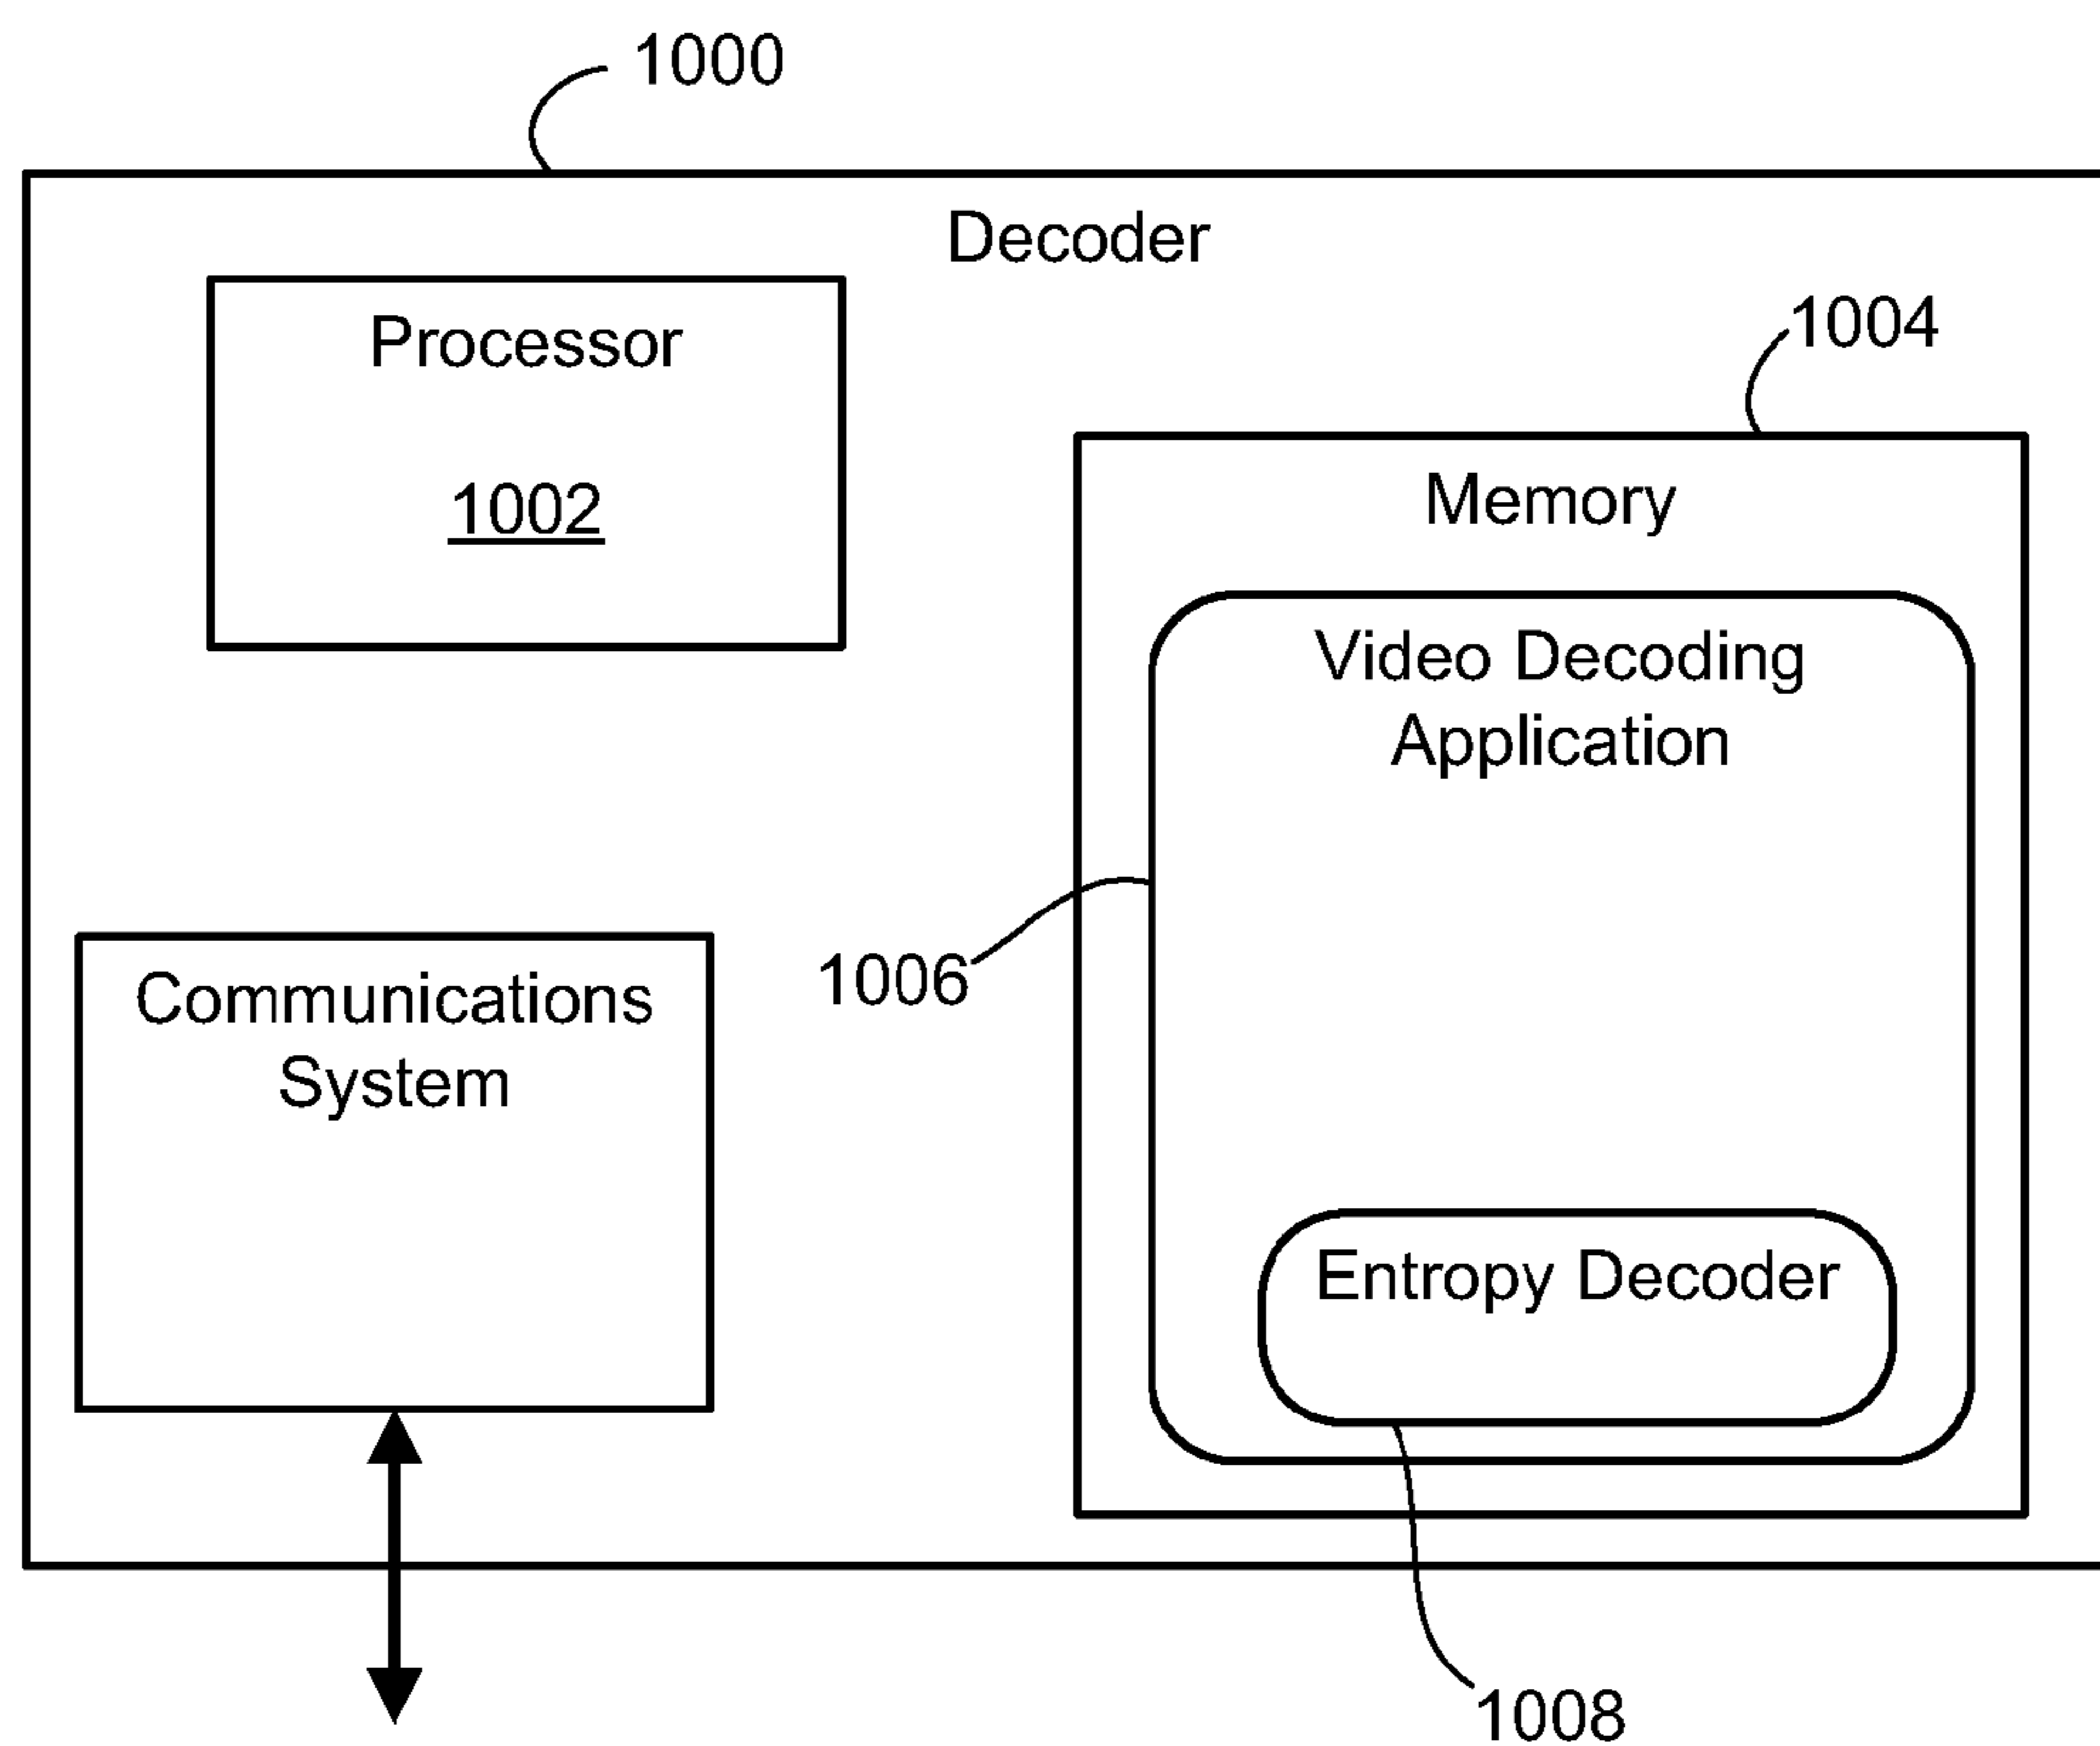 1000
Decoder
Processor
1002
1004
Memory
Video Decoding
Application
1006
Communications
System
Entropy Decoder
1008